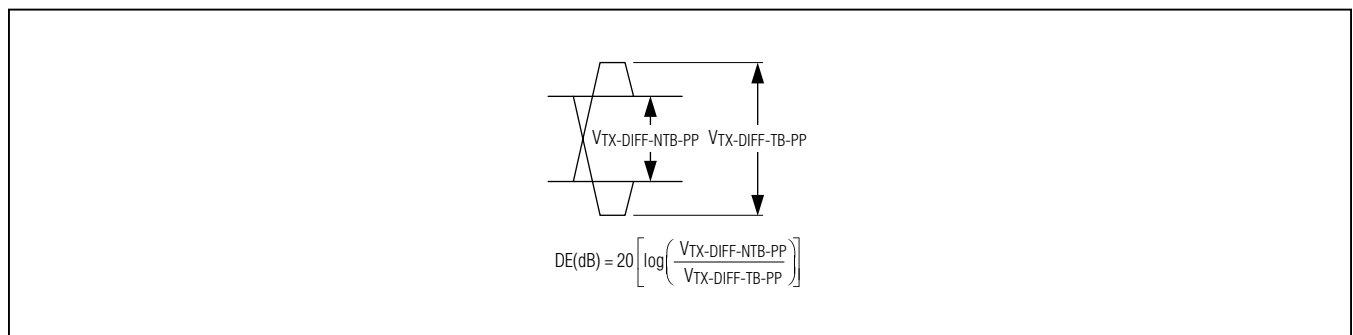 VTX-DIFF-NTB-PP VTX-DIFF-TB-PP
DE(dB) = 20 [log(VTX-DIFF-NTB-PP / VTX-DIFF-TB-PP)]